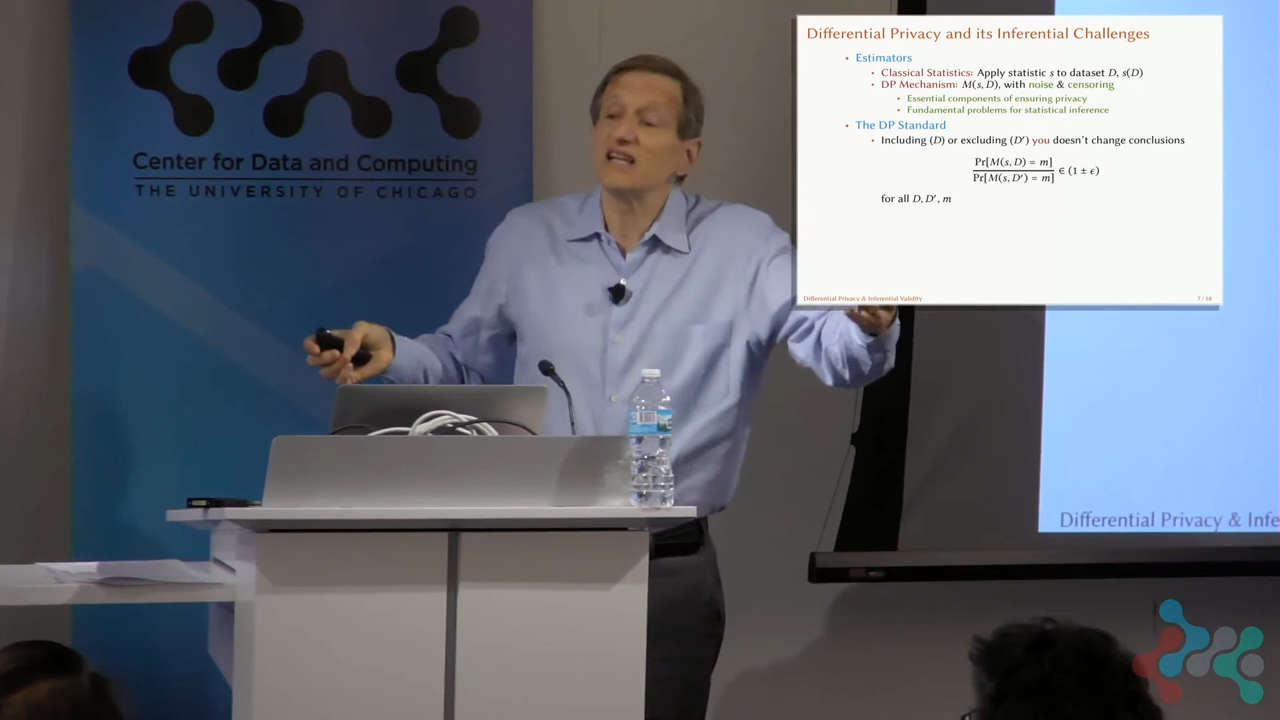 Center for Data and Computing
THE UNIVERSITY OF CHICAGO
Differential Privacy and its Inferential Challenges
• Estimators
• Classical Statistics: Apply statistic s to dataset D, s(D)
• DP Mechanism: M(s, D), with noise & censoring
• Essential components of ensuring privacy
• Fundamental problems for statistical inference
• The DP Standard
• Including (D) or excluding (D′) you doesn't change conclusions
Pr[M(s, D) = m]
Pr[M(s, D′) = m] ∈ (1 ± ϵ)
for all D, D′, m
Differential Privacy & Inferential Validity
7 / 18
Differential Privacy & Infe